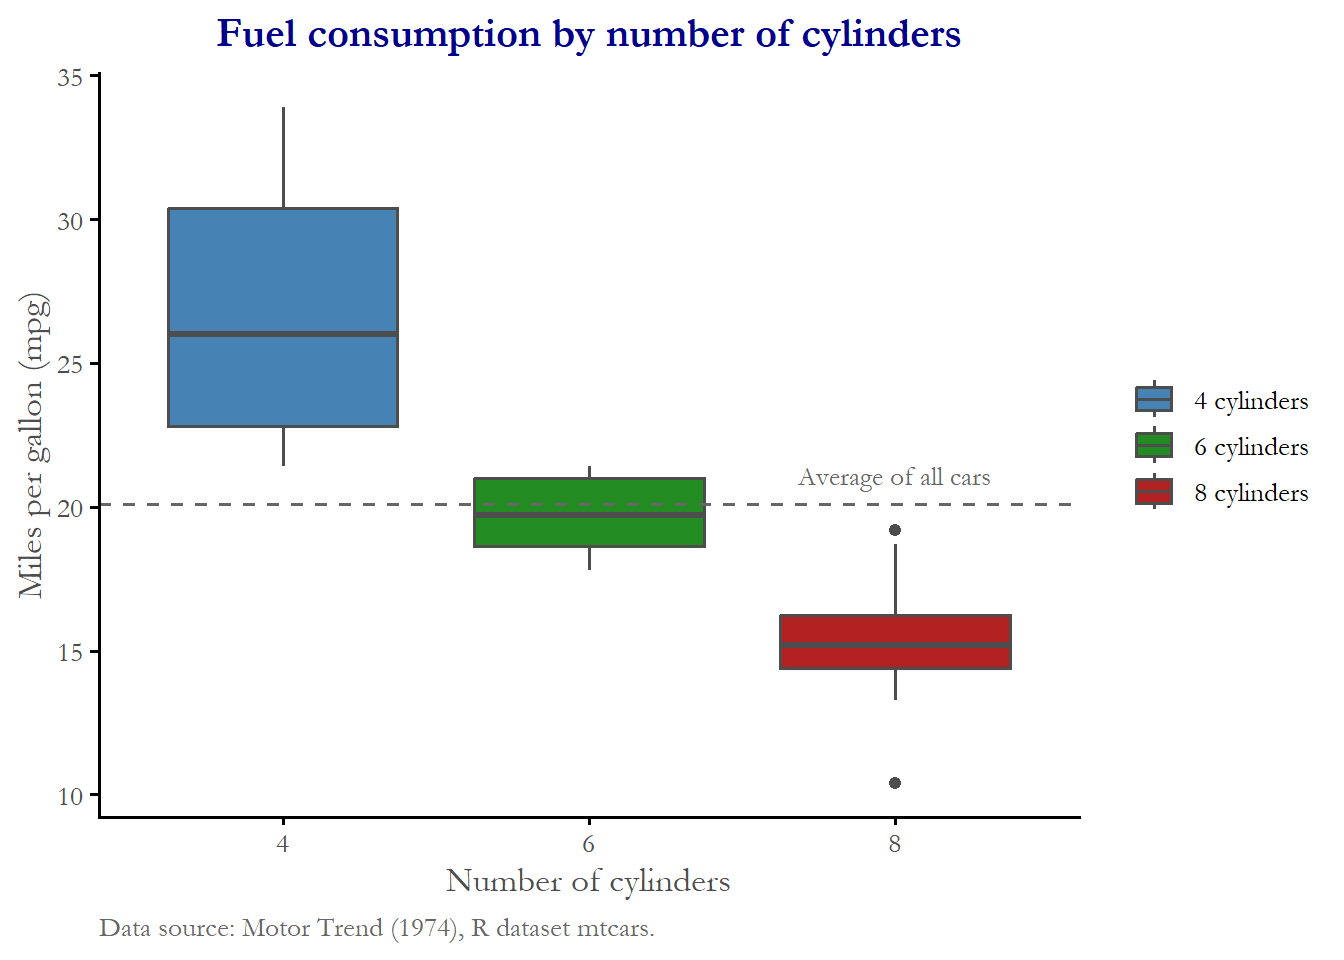 Fuel consumption by number of cylinders
Miles per gallon (mpg)
35
30
25
20
15
10
Average of all cars
4 cylinders
6 cylinders
8 cylinders
4 6 8
Number of cylinders
Data source: Motor Trend (1974), R dataset mtcars.